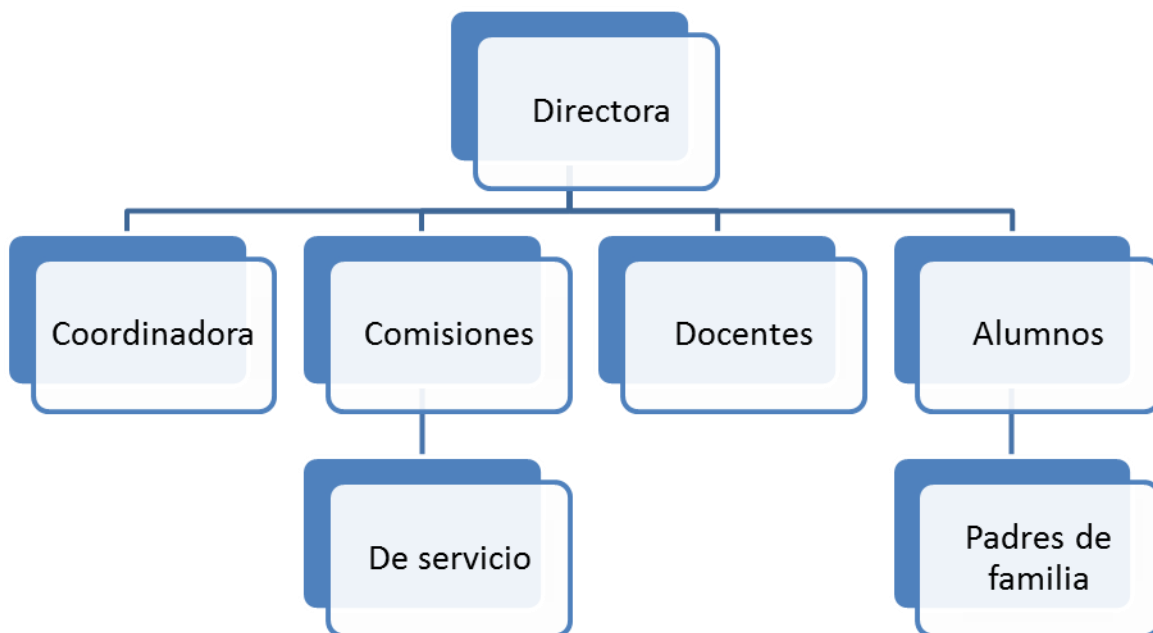 Directora
Coordinadora
Comisiones
Docentes
Alumnos
De servicio
Padres de
familia